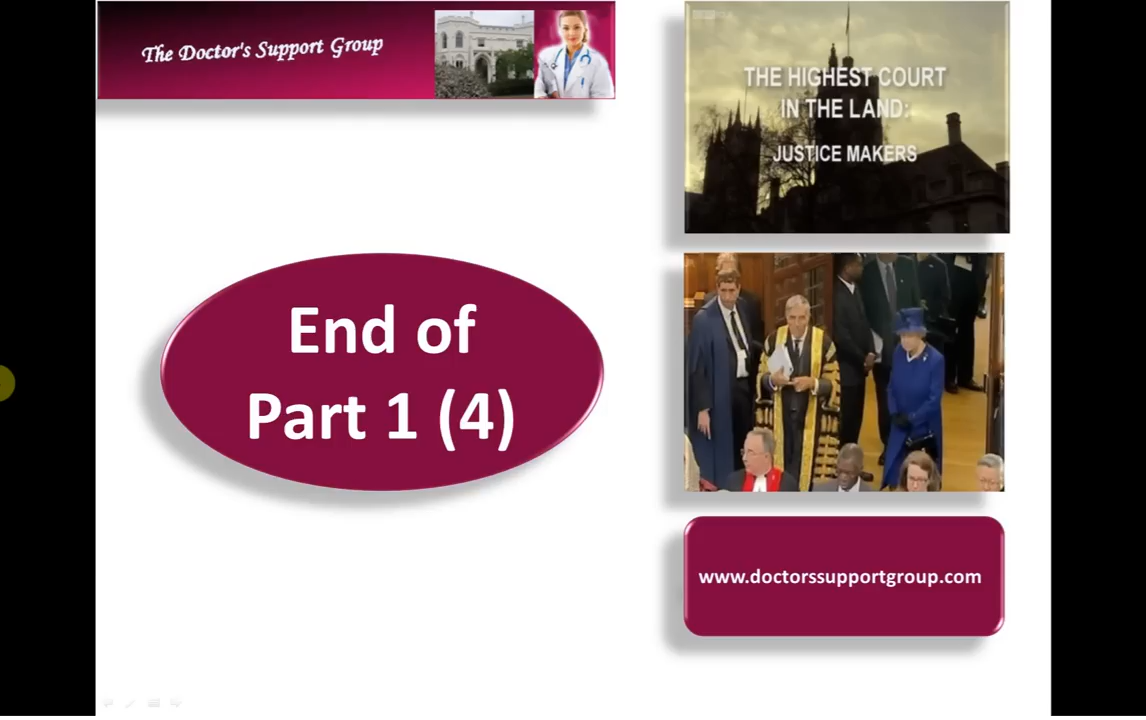 The Doctor's Support Group
THE HIGHEST COURT
IN THE LAND:
JUSTICE MAKERS
End of
Part 1 (4)
www.doctorssupportgroup.com